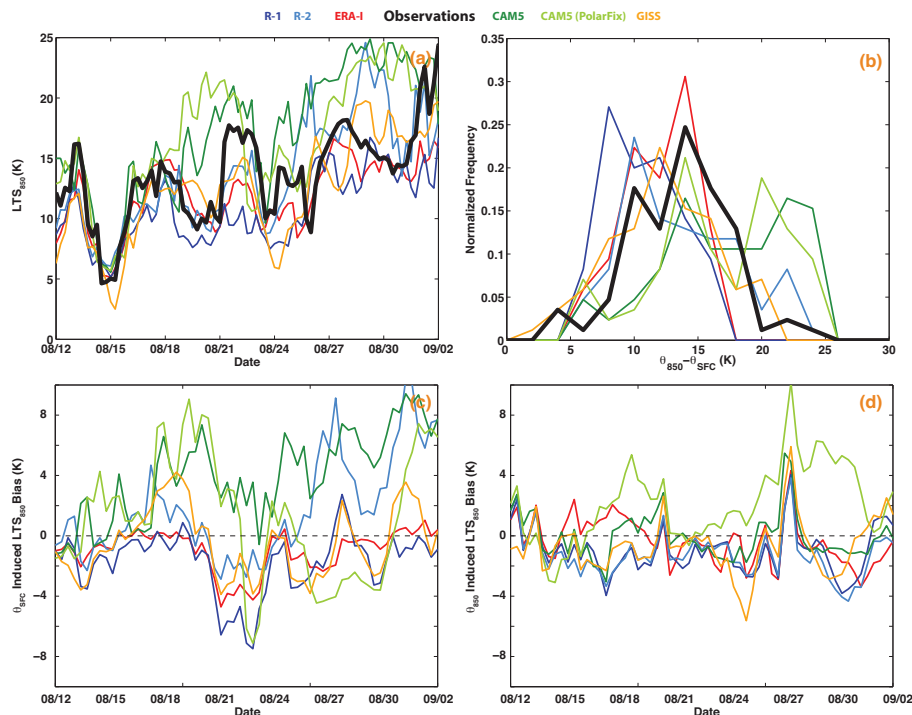 R-1 R-2 ERA-I Observations CAM5 CAM5 (PolarFix) GISS
(a)
LTS850 (K)
25
20
15
10
5
0
08/12 08/15 08/18 08/21 08/24 08/27 08/30 09/02
Date
(b)
Normalized Frequency
0.35
0.3
0.25
0.2
0.15
0.1
0.05
0
0 5 10 15 20 25 30
θ850−θSFC (K)
(c)
θSFC Induced LTS850 Bias (K)
8
4
0
−4
−8
08/12 08/15 08/18 08/21 08/24 08/27 08/30 09/02
Date
(d)
θ850 Induced LTS850 Bias (K)
8
4
0
−4
−8
08/12 08/15 08/18 08/21 08/24 08/27 08/30 09/02
Date